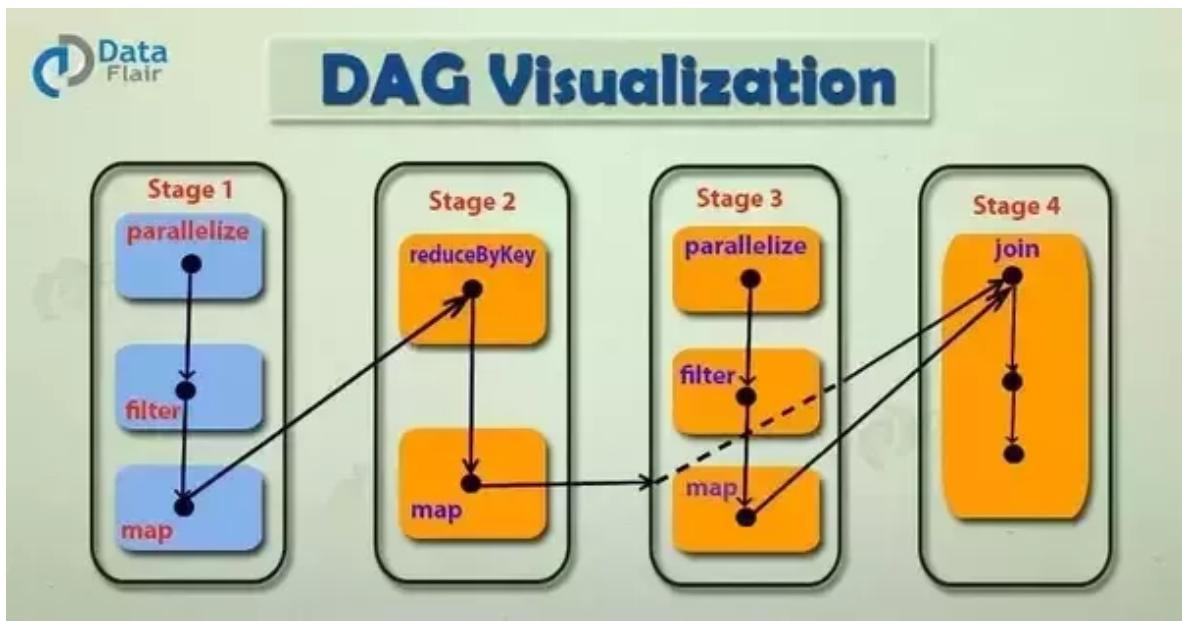 Data
Flair
DAG Visualization
Stage 1
parallelize
filter
map
Stage 2
reduceByKey
map
Stage 3
parallelize
filter
map
Stage 4
join